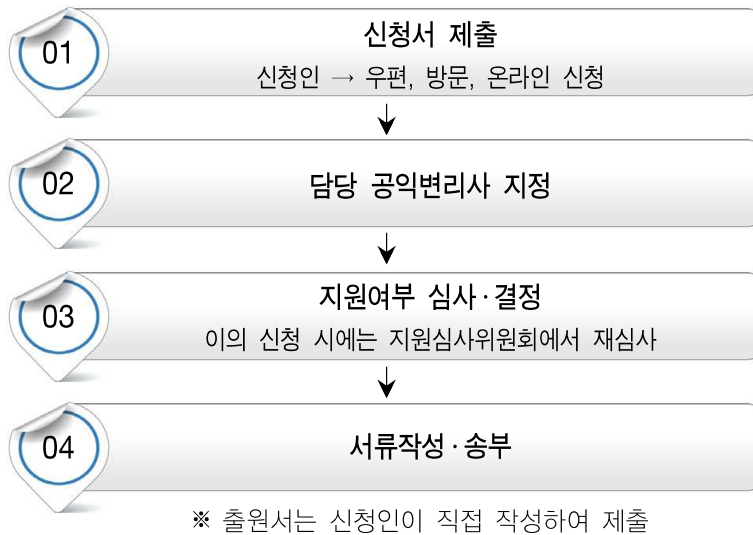 01
신청서 제출
신청인 → 우편, 방문, 온라인 신청
02
담당 공익변리사 지정
03
지원여부 심사·결정
이의 신청 시에는 지원심사위원회에서 재심사
04
서류작성·송부
※ 출원서는 신청인이 직접 작성하여 제출